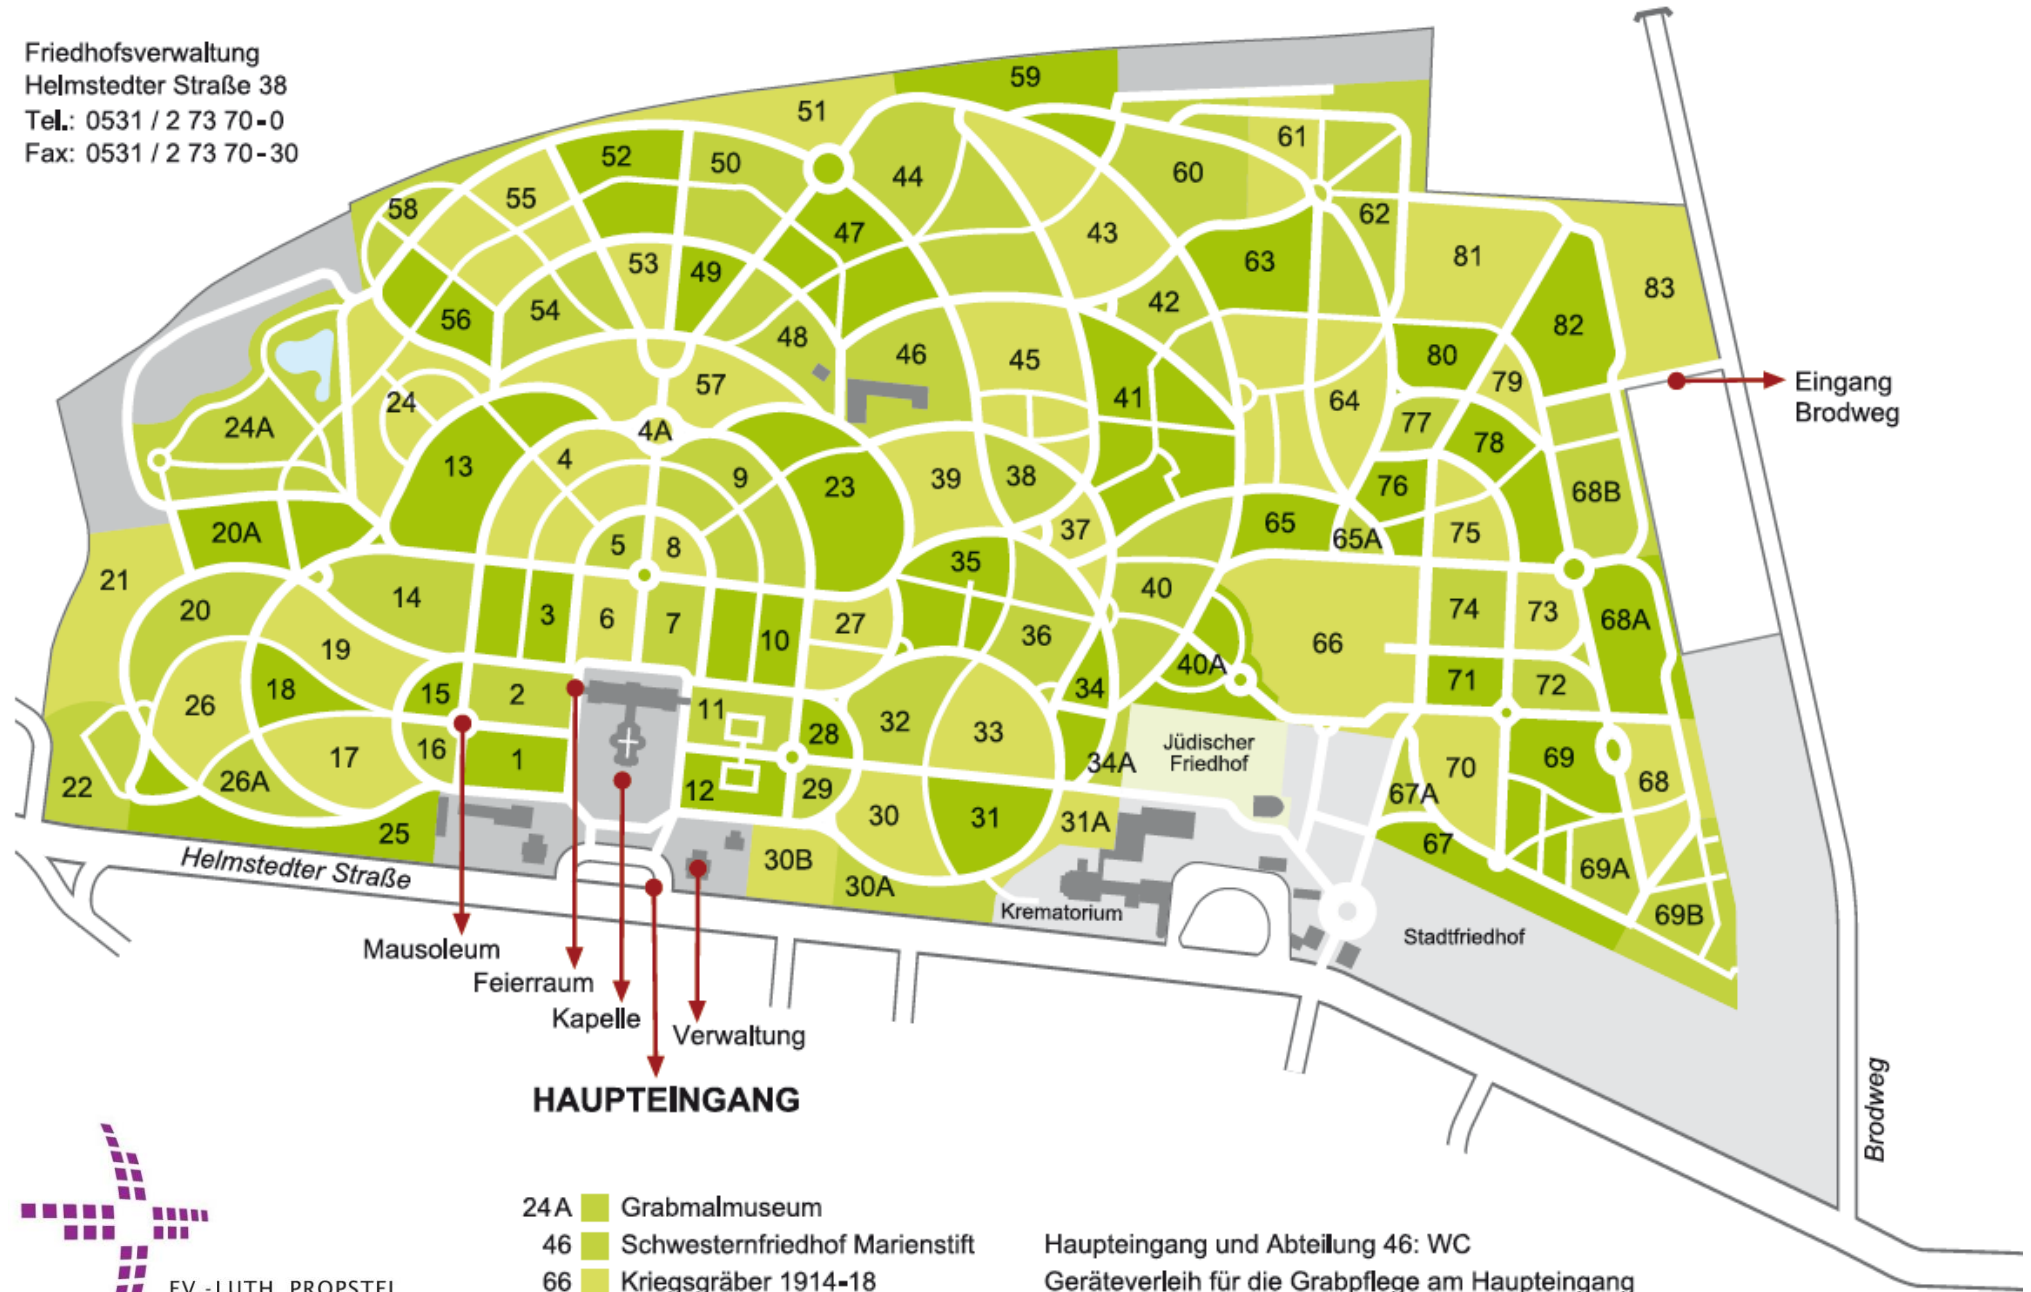 Friedhofsverwaltung
Helmstedter Straße 38
Tel.: 0531 / 2 73 70-0
Fax: 0531 / 2 73 70-30
59
51
61
52
50
44
60
55
58
62
47
43
63
81
53
49
83
54
56
42
48
82
46
45
80
57
79
24
41
64
24A
4A
77
78
4
13
9
23
39
38
76
68B
20A
5
8
37
65
65A
75
35
21
20
14
3
6
7
10
27
40
36
66
74
73
68A
19
40A
15
2
18
26
34
71
72
11
32
33
28
16
1
17
12
29
34A
Jüdischer
Friedhof
69
70
68
67A
22
26A
25
30
31
31A
67
30B
30A
69A
69B
Helmstedter Straße
Krematorium
Stadtfriedhof
Eingang
Brodweg
Mausoleum
Feierraum
Kapelle
Verwaltung
HAUPTEINGANG
Brodweg
24A Grabmalmuseum
46 Schwesternfriedhof Marienstift
66 Kriegsgräber 1914-18
Haupteingang und Abteilung 46: WC
Geräteverleih für die Grabpflege am Haupteingang
EV.-LUTH. PROPSTEI